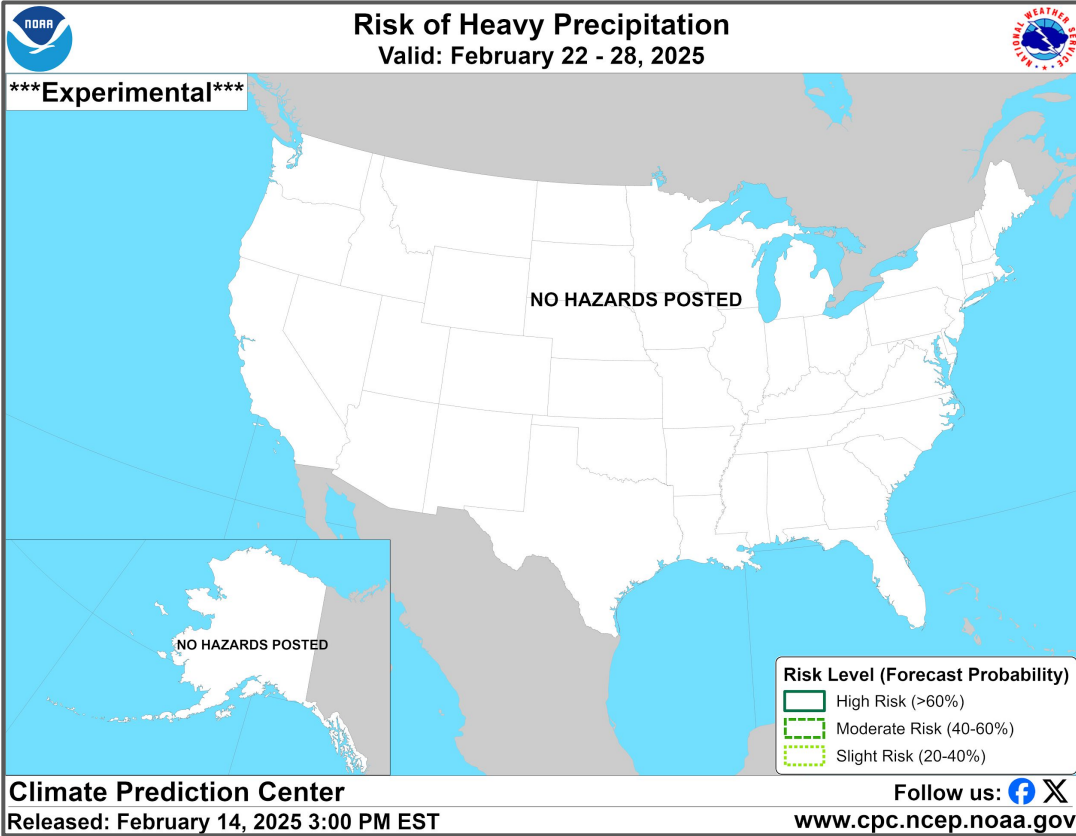 NOAA
Risk of Heavy Precipitation
Valid: February 22 - 28, 2025
NATIONAL WEATHER SERVICE
***Experimental***
NO HAZARDS POSTED
NO HAZARDS POSTED
Risk Level (Forecast Probability)
High Risk (>60%)
Moderate Risk (40-60%)
Slight Risk (20-40%)
Climate Prediction Center
Follow us:
Released: February 14, 2025 3:00 PM EST
www.cpc.ncep.noaa.gov